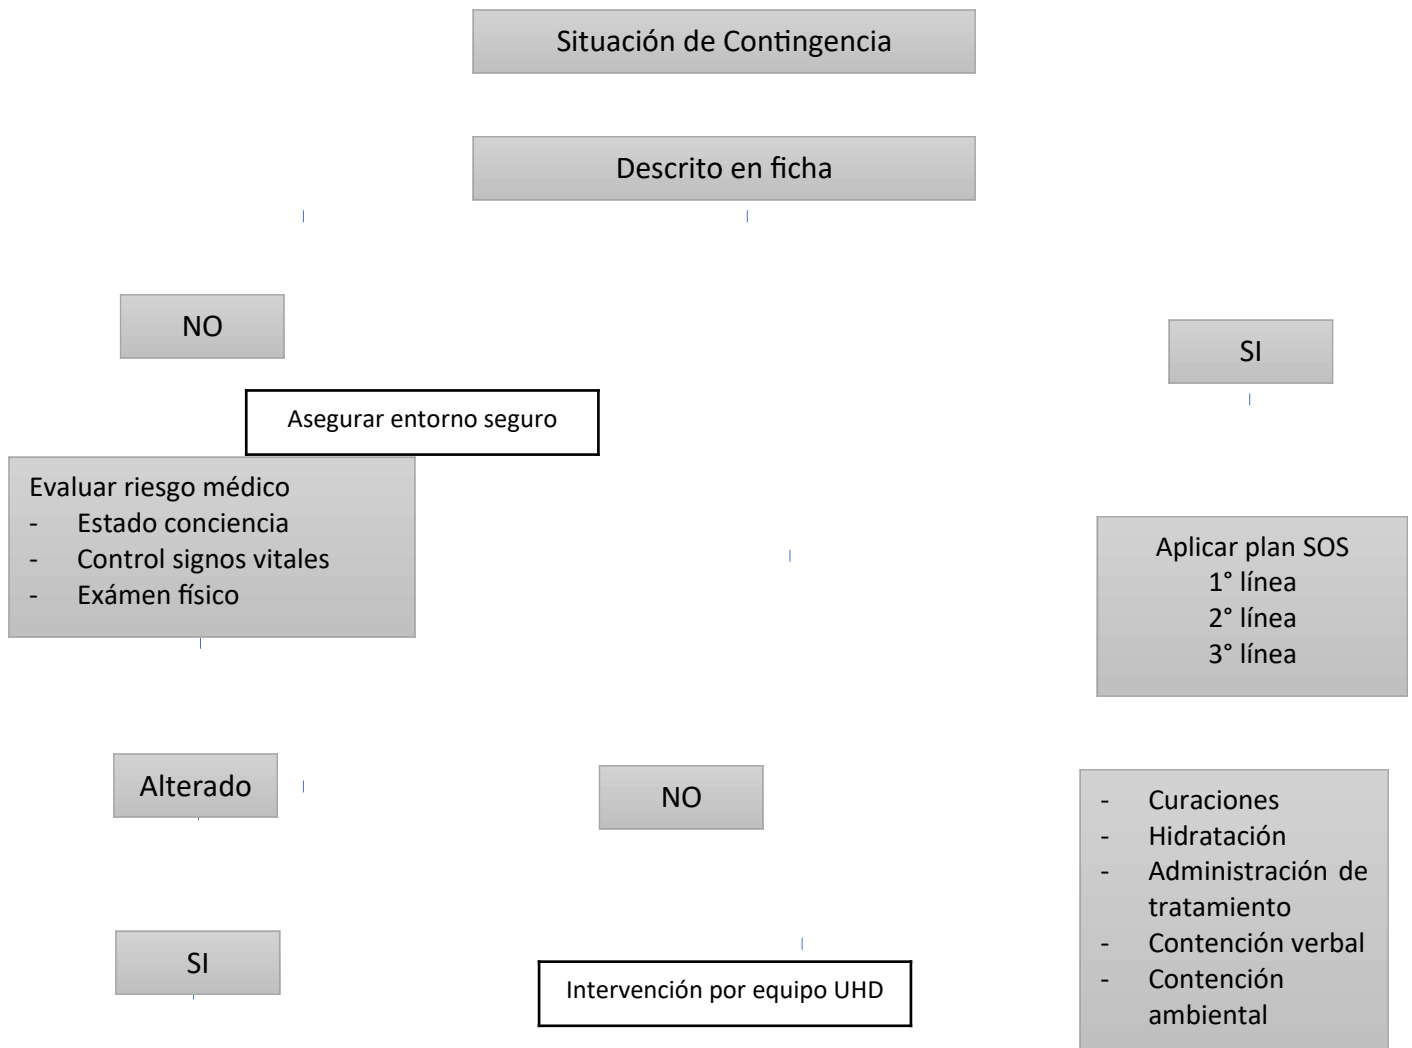 Situación de Contingencia
Descrito en ficha
NO
SI
Asegurar entorno seguro
Evaluar riesgo médico
- Estado conciencia
- Control signos vitales
- Exámen físico
Aplicar plan SOS
1° línea
2° línea
3° línea
Alterado
NO
- Curaciones
- Hidratación
- Administración de
tratamiento
- Contención verbal
- Contención
ambiental
SI
Intervención por equipo UHD